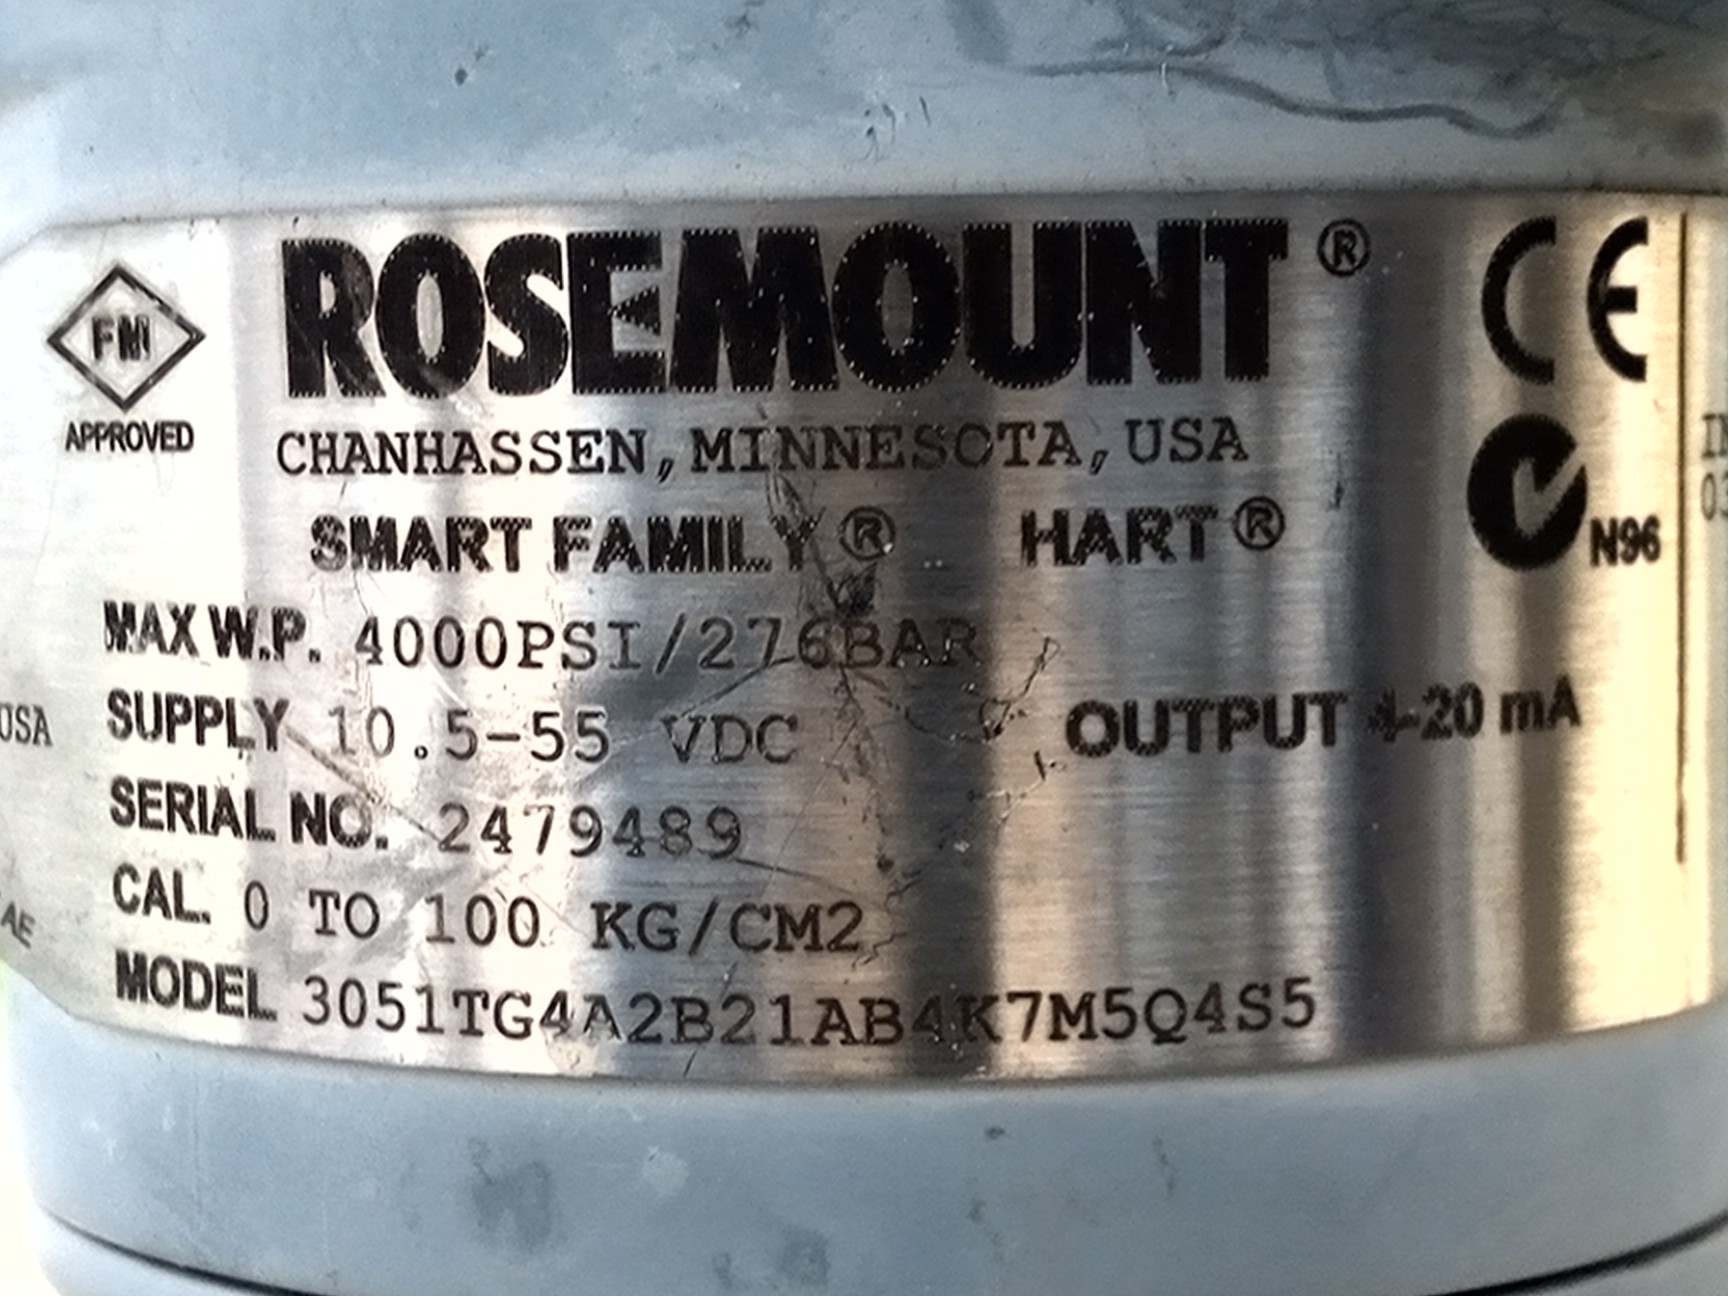 FM
APPROVED
ROSEMOUNT®
CE
CHANHASSEN, MINNESOTA, USA
SMART FAMILY® HART®
N96
MAX W.P. 4000PSI/276BAR
SUPPLY 10.5-55 VDC OUTPUT 4-20 mA
SERIAL NO. 2479489
CAL. 0 TO 100 KG/CM2
MODEL 3051TG4A2B21AB4K7M5Q4S5
USA